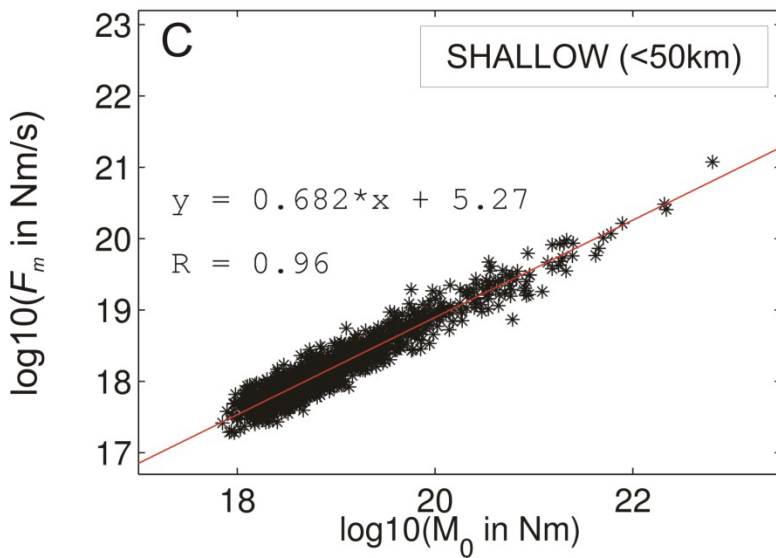 C
SHALLOW (<50km)
y = 0.682*x + 5.27
R = 0.96
log10(Fm in Nm/s)
23
22
21
20
19
18
17
18
20
22
log10(M0 in Nm)